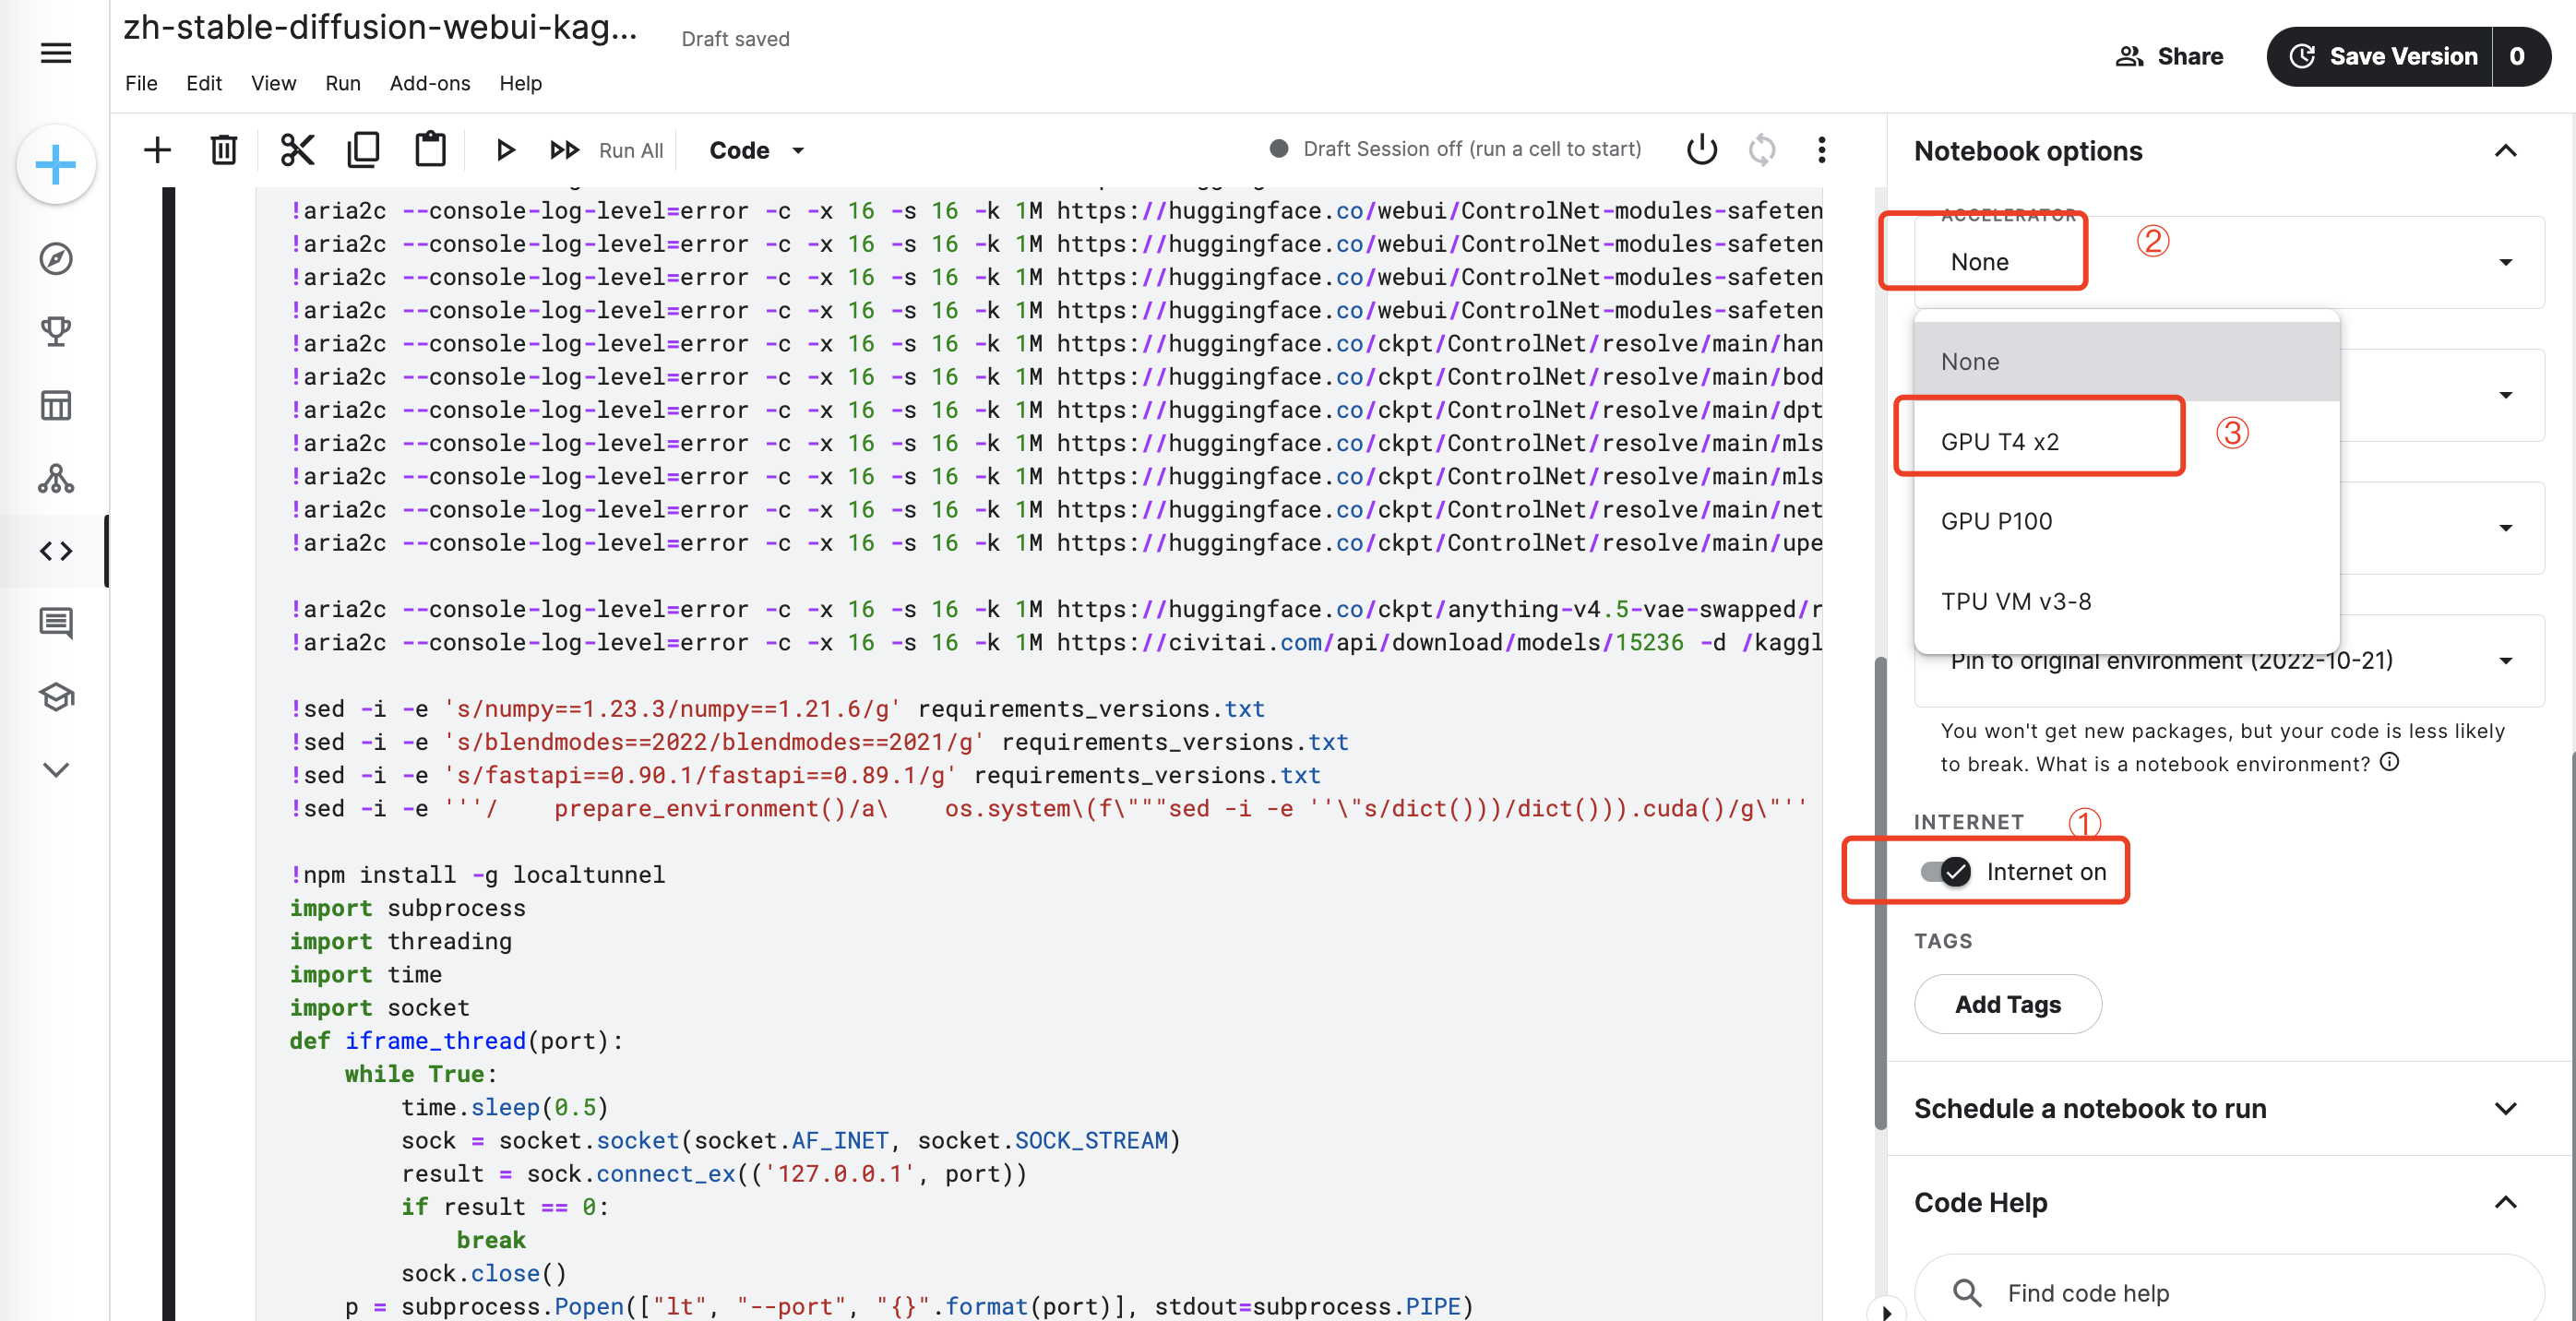 zh-stable-diffusion-webui-kag...
Draft saved
Share
Save Version
0
File Edit View Run Add-ons Help
Run All
Code
Draft Session off (run a cell to start)
!aria2c --console-log-level=error -c -x 16 -s 16 -k 1M https://huggingface.co/webui/ControlNet-modules-safeten
!aria2c --console-log-level=error -c -x 16 -s 16 -k 1M https://huggingface.co/webui/ControlNet-modules-safeten
!aria2c --console-log-level=error -c -x 16 -s 16 -k 1M https://huggingface.co/webui/ControlNet-modules-safeten
!aria2c --console-log-level=error -c -x 16 -s 16 -k 1M https://huggingface.co/webui/ControlNet-modules-safeten
!aria2c --console-log-level=error -c -x 16 -s 16 -k 1M https://huggingface.co/ckpt/ControlNet/resolve/main/han
!aria2c --console-log-level=error -c -x 16 -s 16 -k 1M https://huggingface.co/ckpt/ControlNet/resolve/main/bod
!aria2c --console-log-level=error -c -x 16 -s 16 -k 1M https://huggingface.co/ckpt/ControlNet/resolve/main/dpt
!aria2c --console-log-level=error -c -x 16 -s 16 -k 1M https://huggingface.co/ckpt/ControlNet/resolve/main/mls
!aria2c --console-log-level=error -c -x 16 -s 16 -k 1M https://huggingface.co/ckpt/ControlNet/resolve/main/mls
!aria2c --console-log-level=error -c -x 16 -s 16 -k 1M https://huggingface.co/ckpt/ControlNet/resolve/main/net
!aria2c --console-log-level=error -c -x 16 -s 16 -k 1M https://huggingface.co/ckpt/ControlNet/resolve/main/upe
!aria2c --console-log-level=error -c -x 16 -s 16 -k 1M https://huggingface.co/ckpt/anything-v4.5-vae-swapped/r
!aria2c --console-log-level=error -c -x 16 -s 16 -k 1M https://civitai.com/api/download/models/15236 -d /kaggl
!sed -i -e 's/numpy==1.23.3/numpy==1.21.6/g' requirements_versions.txt
!sed -i -e 's/blendmodes==2022/blendmodes==2021/g' requirements_versions.txt
!sed -i -e 's/fastapi==0.90.1/fastapi==0.89.1/g' requirements_versions.txt
!sed -i -e '''/    prepare_environment()/a\    os.system\(f\"""sed -i -e ''\"s/dict()))/dict())).cuda()/g\"''
!npm install -g localtunnel
import subprocess
import threading
import time
import socket
def iframe_thread(port):
    while True:
        time.sleep(0.5)
        sock = socket.socket(socket.AF_INET, socket.SOCK_STREAM)
        result = sock.connect_ex(('127.0.0.1', port))
        if result == 0:
            break
        sock.close()
    p = subprocess.Popen(["lt", "--port", "{}".format(port)], stdout=subprocess.PIPE)
Notebook options
ACCELERATOR
None
②
None
GPU T4 x2
③
GPU P100
TPU VM v3-8
Pin to original environment (2022-10-21)
You won't get new packages, but your code is less likely
to break. What is a notebook environment?
INTERNET
①
Internet on
TAGS
Add Tags
Schedule a notebook to run
Code Help
Find code help